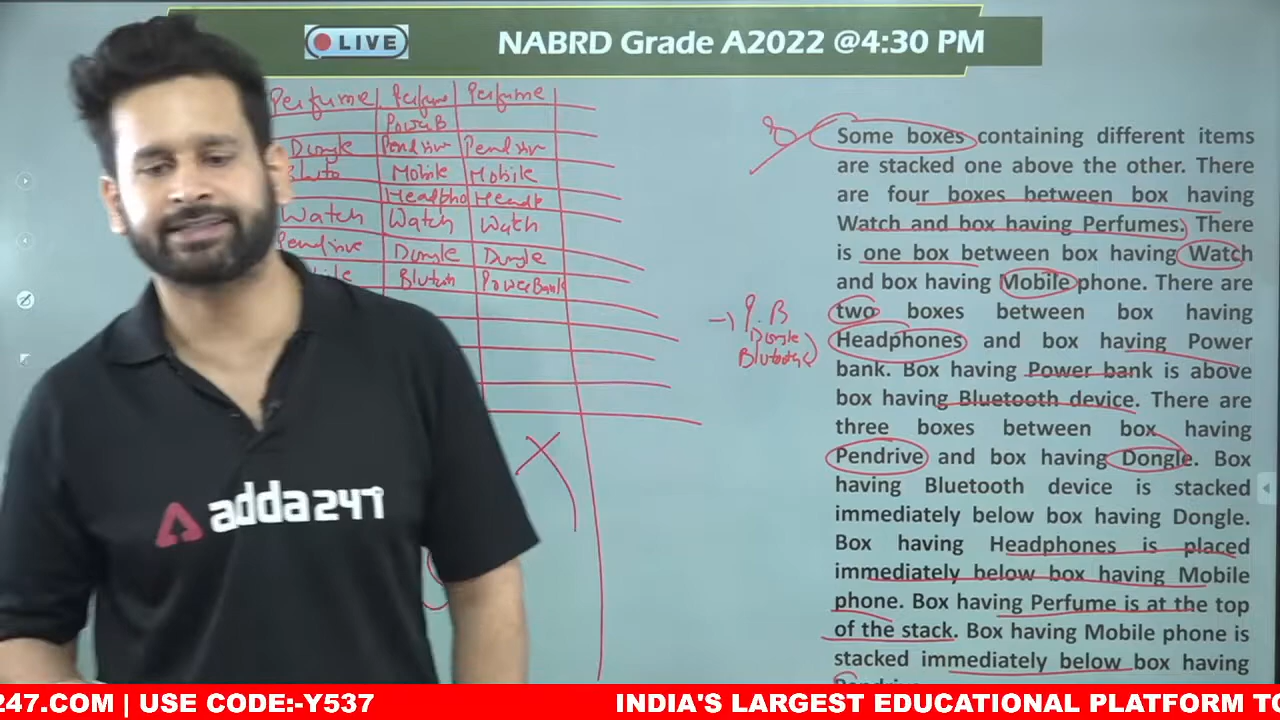 LIVE
NABRD Grade A2022 @4:30 PM
Perfume Perfume Perfume
PowerB
Dongle Pendrive Pendriv
Mobile Mobile
Headpho Headp
Watch Watch Watch
Pendrive Dongle Dongle
Blututh PowerBank
P.B
Dongle
Blutooth
Some boxes containing different items
are stacked one above the other. There
are four boxes between box having
Watch and box having Perfumes. There
is one box between box having Watch
and box having Mobile phone. There are
two boxes between box having
Headphones and box having Power
bank. Box having Power bank is above
box having Bluetooth device. There are
three boxes between box having
Pendrive and box having Dongle. Box
having Bluetooth device is stacked
immediately below box having Dongle.
Box having Headphones is placed
immediately below box having Mobile
phone. Box having Perfume is at the top
of the stack. Box having Mobile phone is
stacked immediately below box having
adda247
247.COM | USE CODE:-Y537
INDIA'S LARGEST EDUCATIONAL PLATFORM TO